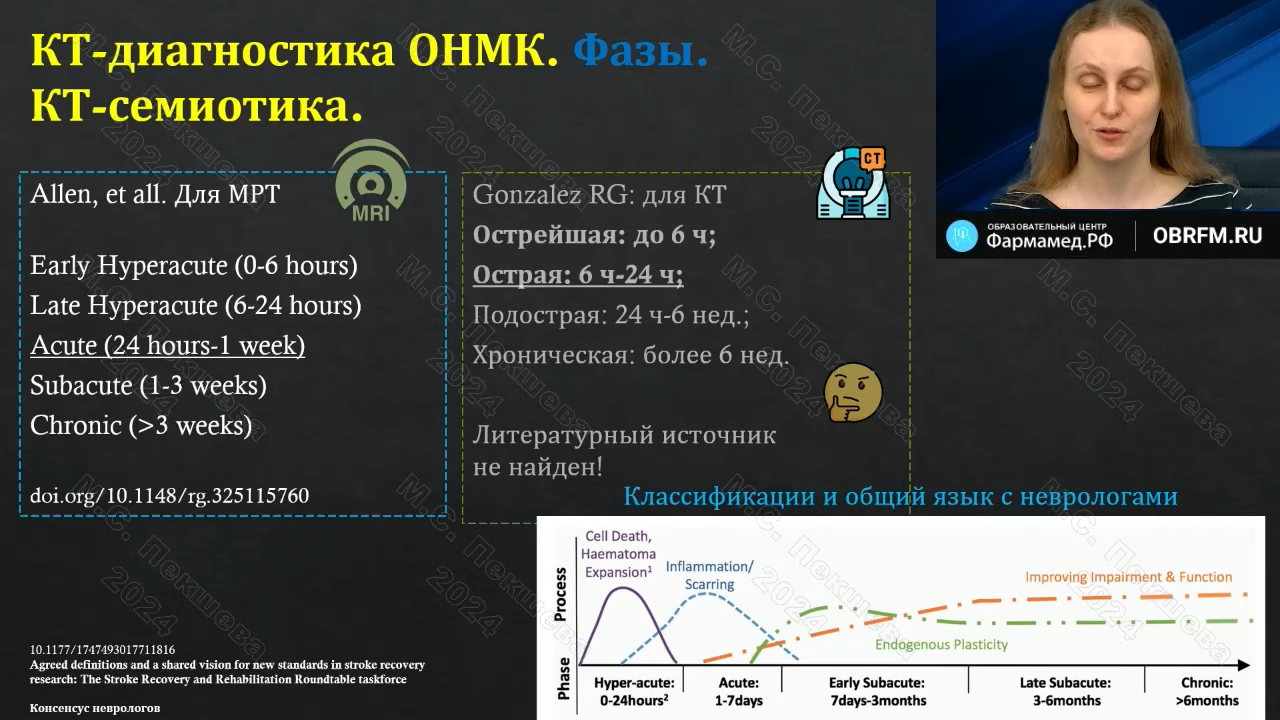 КТ-диагностика ОНМК. Фазы.
КТ-семиотика.
Allen, et all. Для МРТ
MRI
Early Hyperacute (0-6 hours)
Late Hyperacute (6-24 hours)
Acute (24 hours-1 week)
Subacute (1-3 weeks)
Chronic (>3 weeks)
doi.org/10.1148/rg.325115760
Gonzalez RG: для КТ
CT
Острейшая: до 6 ч;
Острая: 6 ч-24 ч;
Подострая: 24 ч-6 нед.;
Хроническая: более 6 нед.
Литературный источник
не найден!
ОБРАЗОВАТЕЛЬНЫЙ ЦЕНТР
Фармамед.РФ
OBRFM.RU
Классификации и общий язык с неврологами
Process
Phase
Cell Death,
Haematoma
Expansion¹
Inflammation/
Scarring
Improving Impairment & Function
Endogenous Plasticity
Hyper-acute:
0-24hours²
Acute:
1-7days
Early Subacute:
7days-3months
Late Subacute:
3-6months
Chronic:
>6months
10.1177/1747493017711816
Agreed definitions and a shared vision for new standards in stroke recovery
research: The Stroke Recovery and Rehabilitation Roundtable taskforce
Консенсус неврологов
М.С. Пекшева
2024